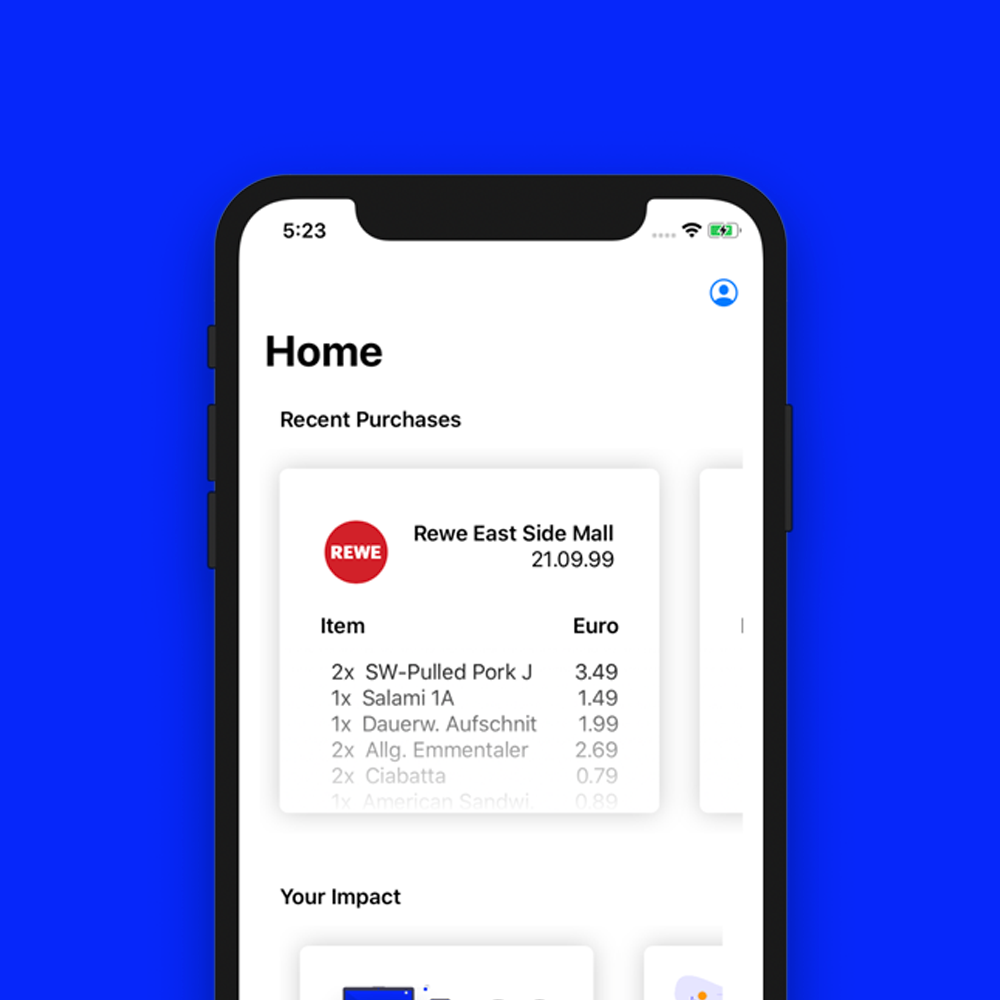 5:23
Home
Recent Purchases
REWE
Rewe East Side Mall
21.09.99
Item Euro
2x SW-Pulled Pork J 3.49
1x Salami 1A 1.49
1x Dauerw. Aufschnit 1.99
2x Allg. Emmentaler 2.69
2x Ciabatta 0.79
1x American Sandwi. 0.89
Your Impact